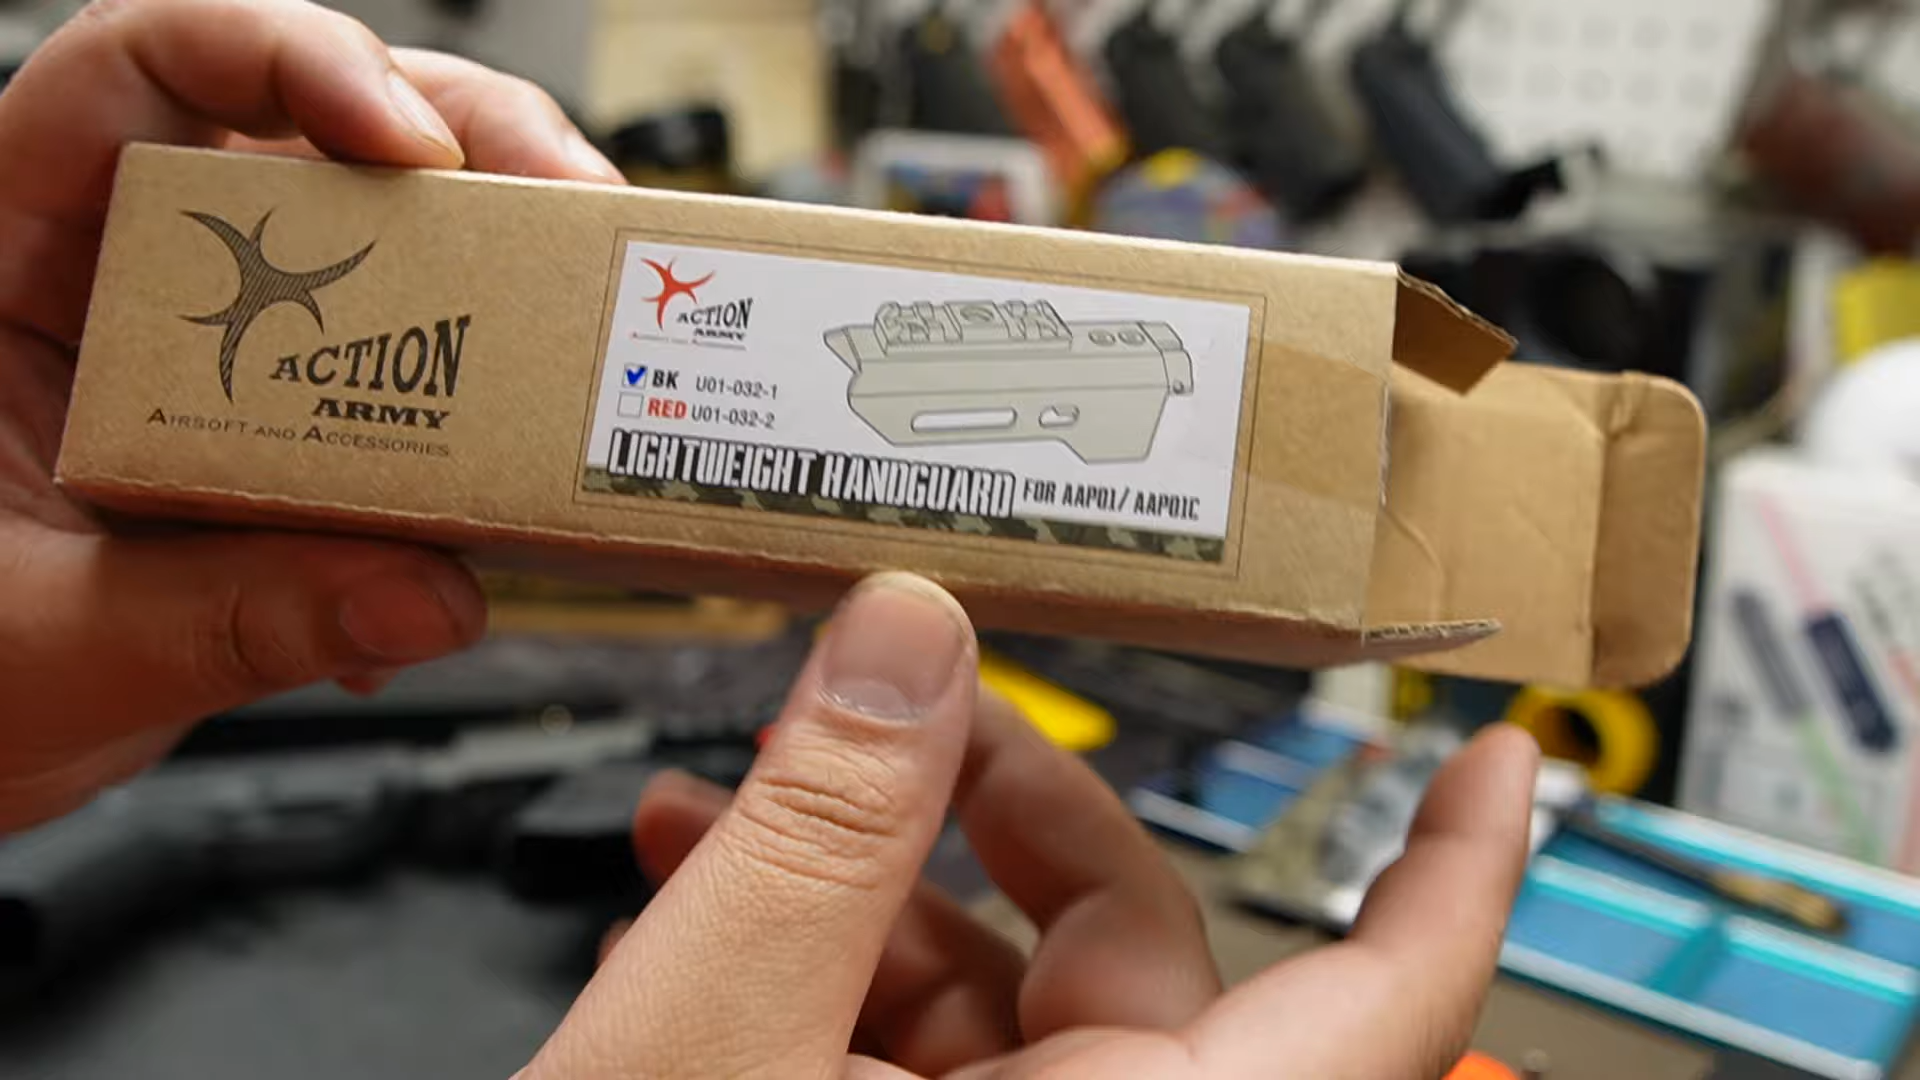 ACTION
ARMY
AIRSOFT AND ACCESSORIES
ACTION
ARMY
BK U01-032-1
RED U01-032-2
LIGHTWEIGHT HANDGUARD FOR AAP01/ AAP01C